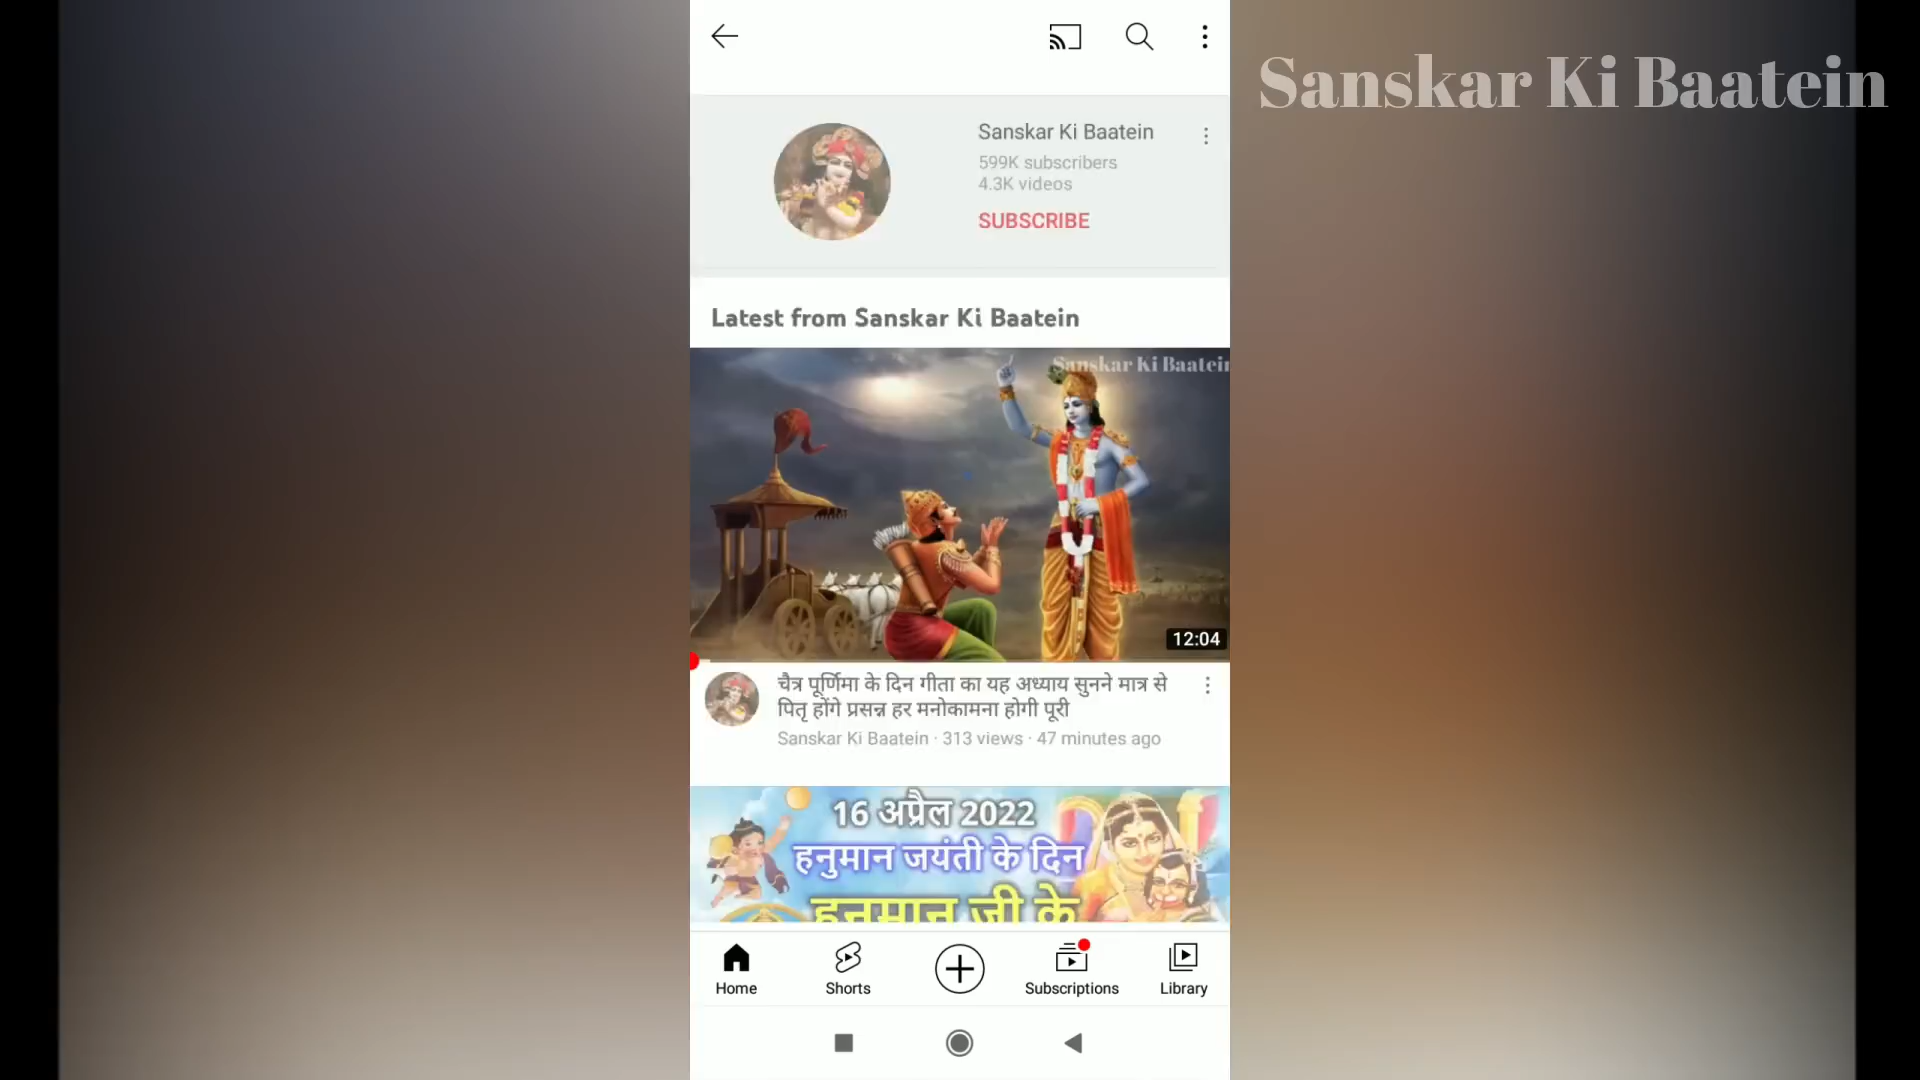 Sanskar Ki Baatein
Sanskar Ki Baatein
599K subscribers
4.3K videos
SUBSCRIBE
Latest from Sanskar Ki Baatein
Sanskar Ki Baatein
12:04
चैत्र पूर्णिमा के दिन गीता का यह अध्याय सुनने मात्र से
पितृ होंगे प्रसन्न हर मनोकामना होगी पूरी
Sanskar Ki Baatein · 313 views · 47 minutes ago
16 अप्रैल 2022
हनुमान जयंती के दिन
हनुमान जी के
Home
Shorts
Subscriptions
Library